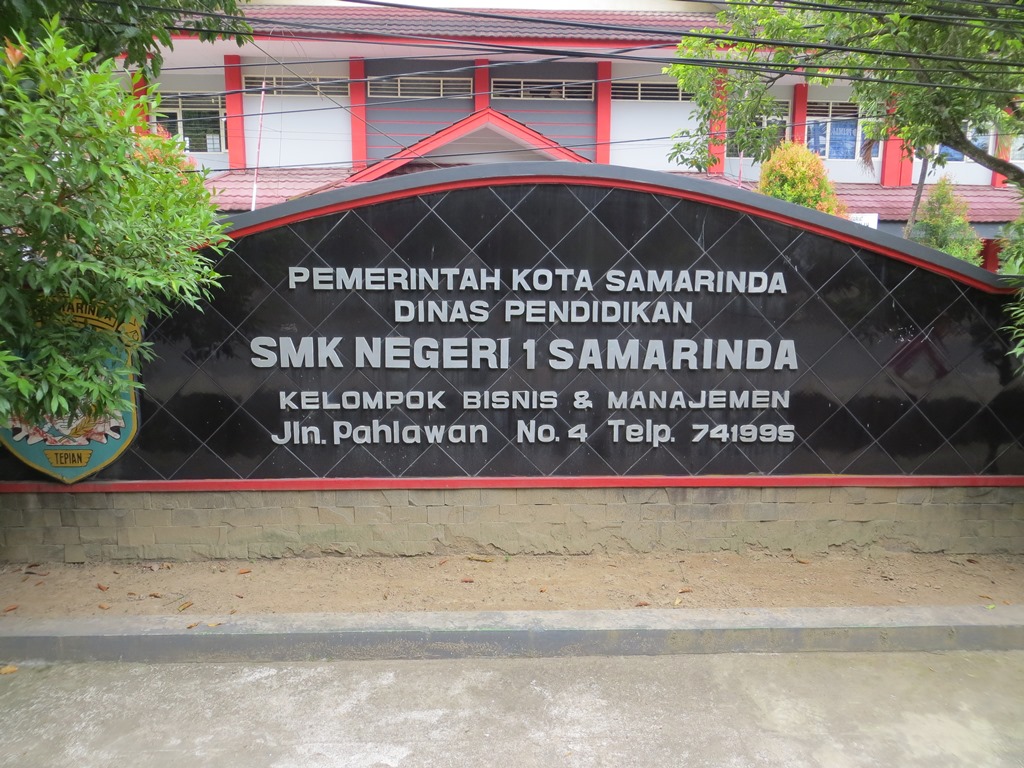 PEMERINTAH KOTA SAMARINDA
DINAS PENDIDIKAN
SMK NEGERI 1 SAMARINDA
KELOMPOK BISNIS & MANAJEMEN
Jln. Pahlawan No. 4 Telp. 741995
TEPIAN